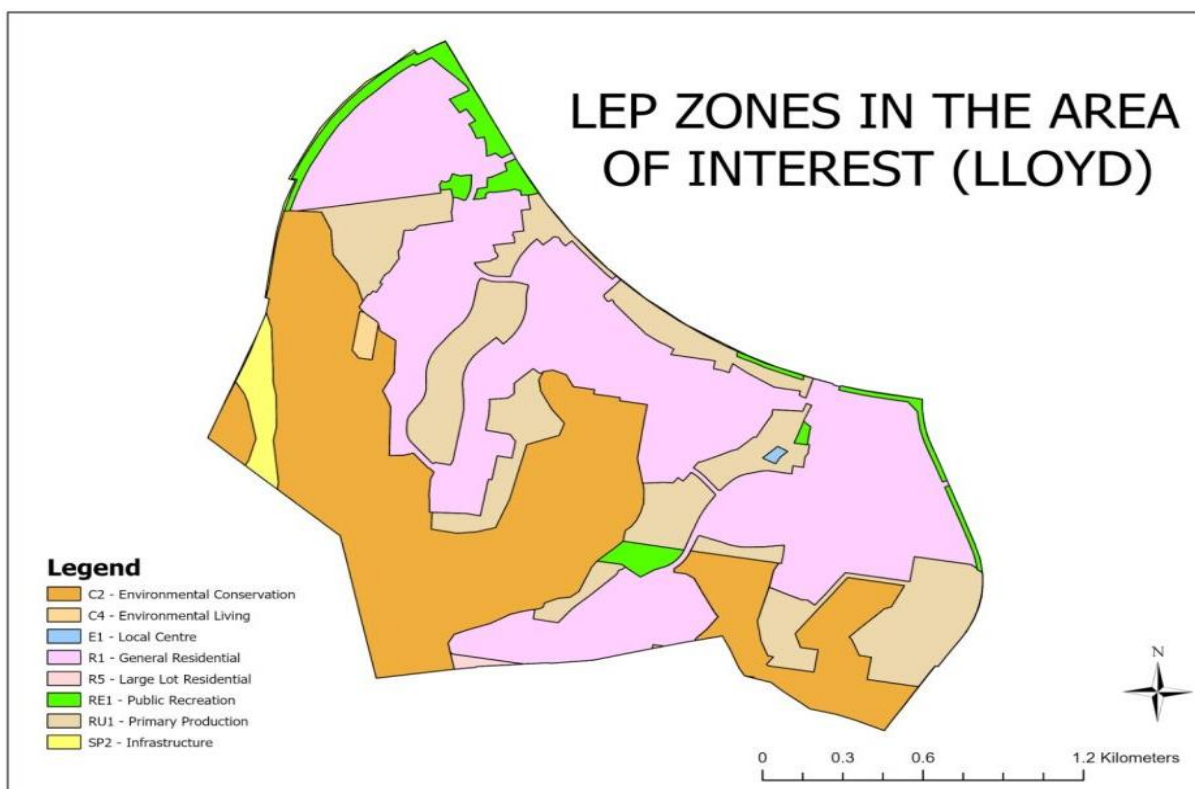 LEP ZONES IN THE AREA
OF INTEREST (LLOYD)
Legend
C2 - Environmental Conservation
C4 - Environmental Living
E1 - Local Centre
R1 - General Residential
R5 - Large Lot Residential
RE1 - Public Recreation
RU1 - Primary Production
SP2 - Infrastructure
N
0 0.3 0.6 1.2 Kilometers